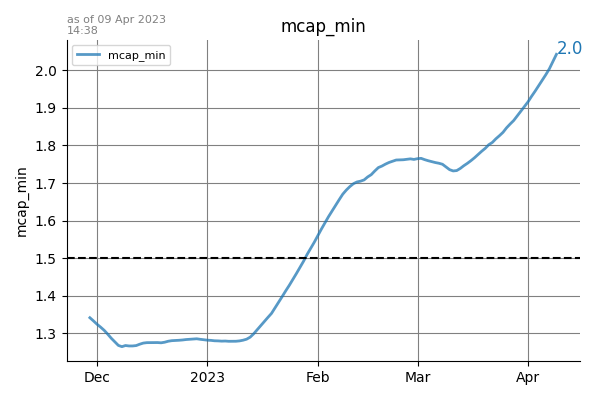 as of 09 Apr 2023
14:38
mcap_min
2.0
mcap_min
mcap_min
2.0
1.9
1.8
1.7
1.6
1.5
1.4
1.3
Dec 2023 Feb Mar Apr